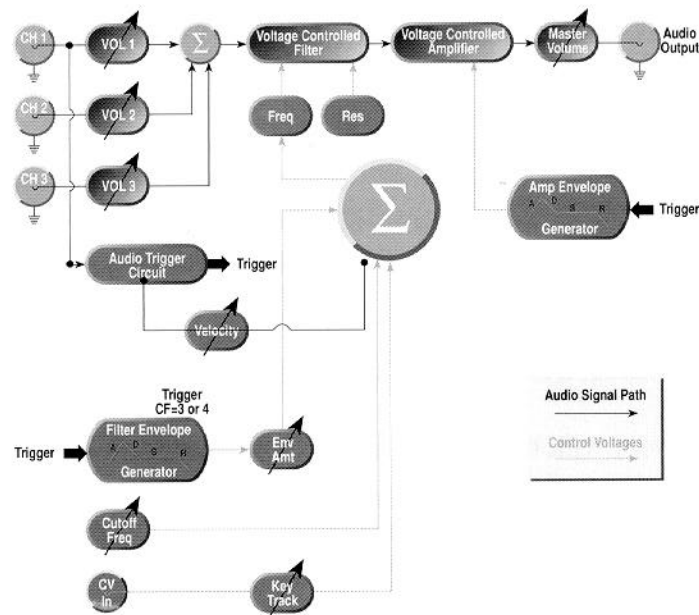 CH 1
VOL 1
Σ
Voltage Controlled
Filter
Voltage Controlled
Amplifier
Master
Volume
Audio
Output
CH 2
VOL 2
Freq
Res
CH 3
VOL 3
Σ
Amp Envelope
A D S R
Generator
Trigger
Audio Trigger
Circuit
Trigger
Velocity
Trigger
CF=3 or 4
Filter Envelope
A D S R
Generator
Trigger
Env
Amt
Audio Signal Path
Control Voltages
Cutoff
Freq
CV
In
Key
Track